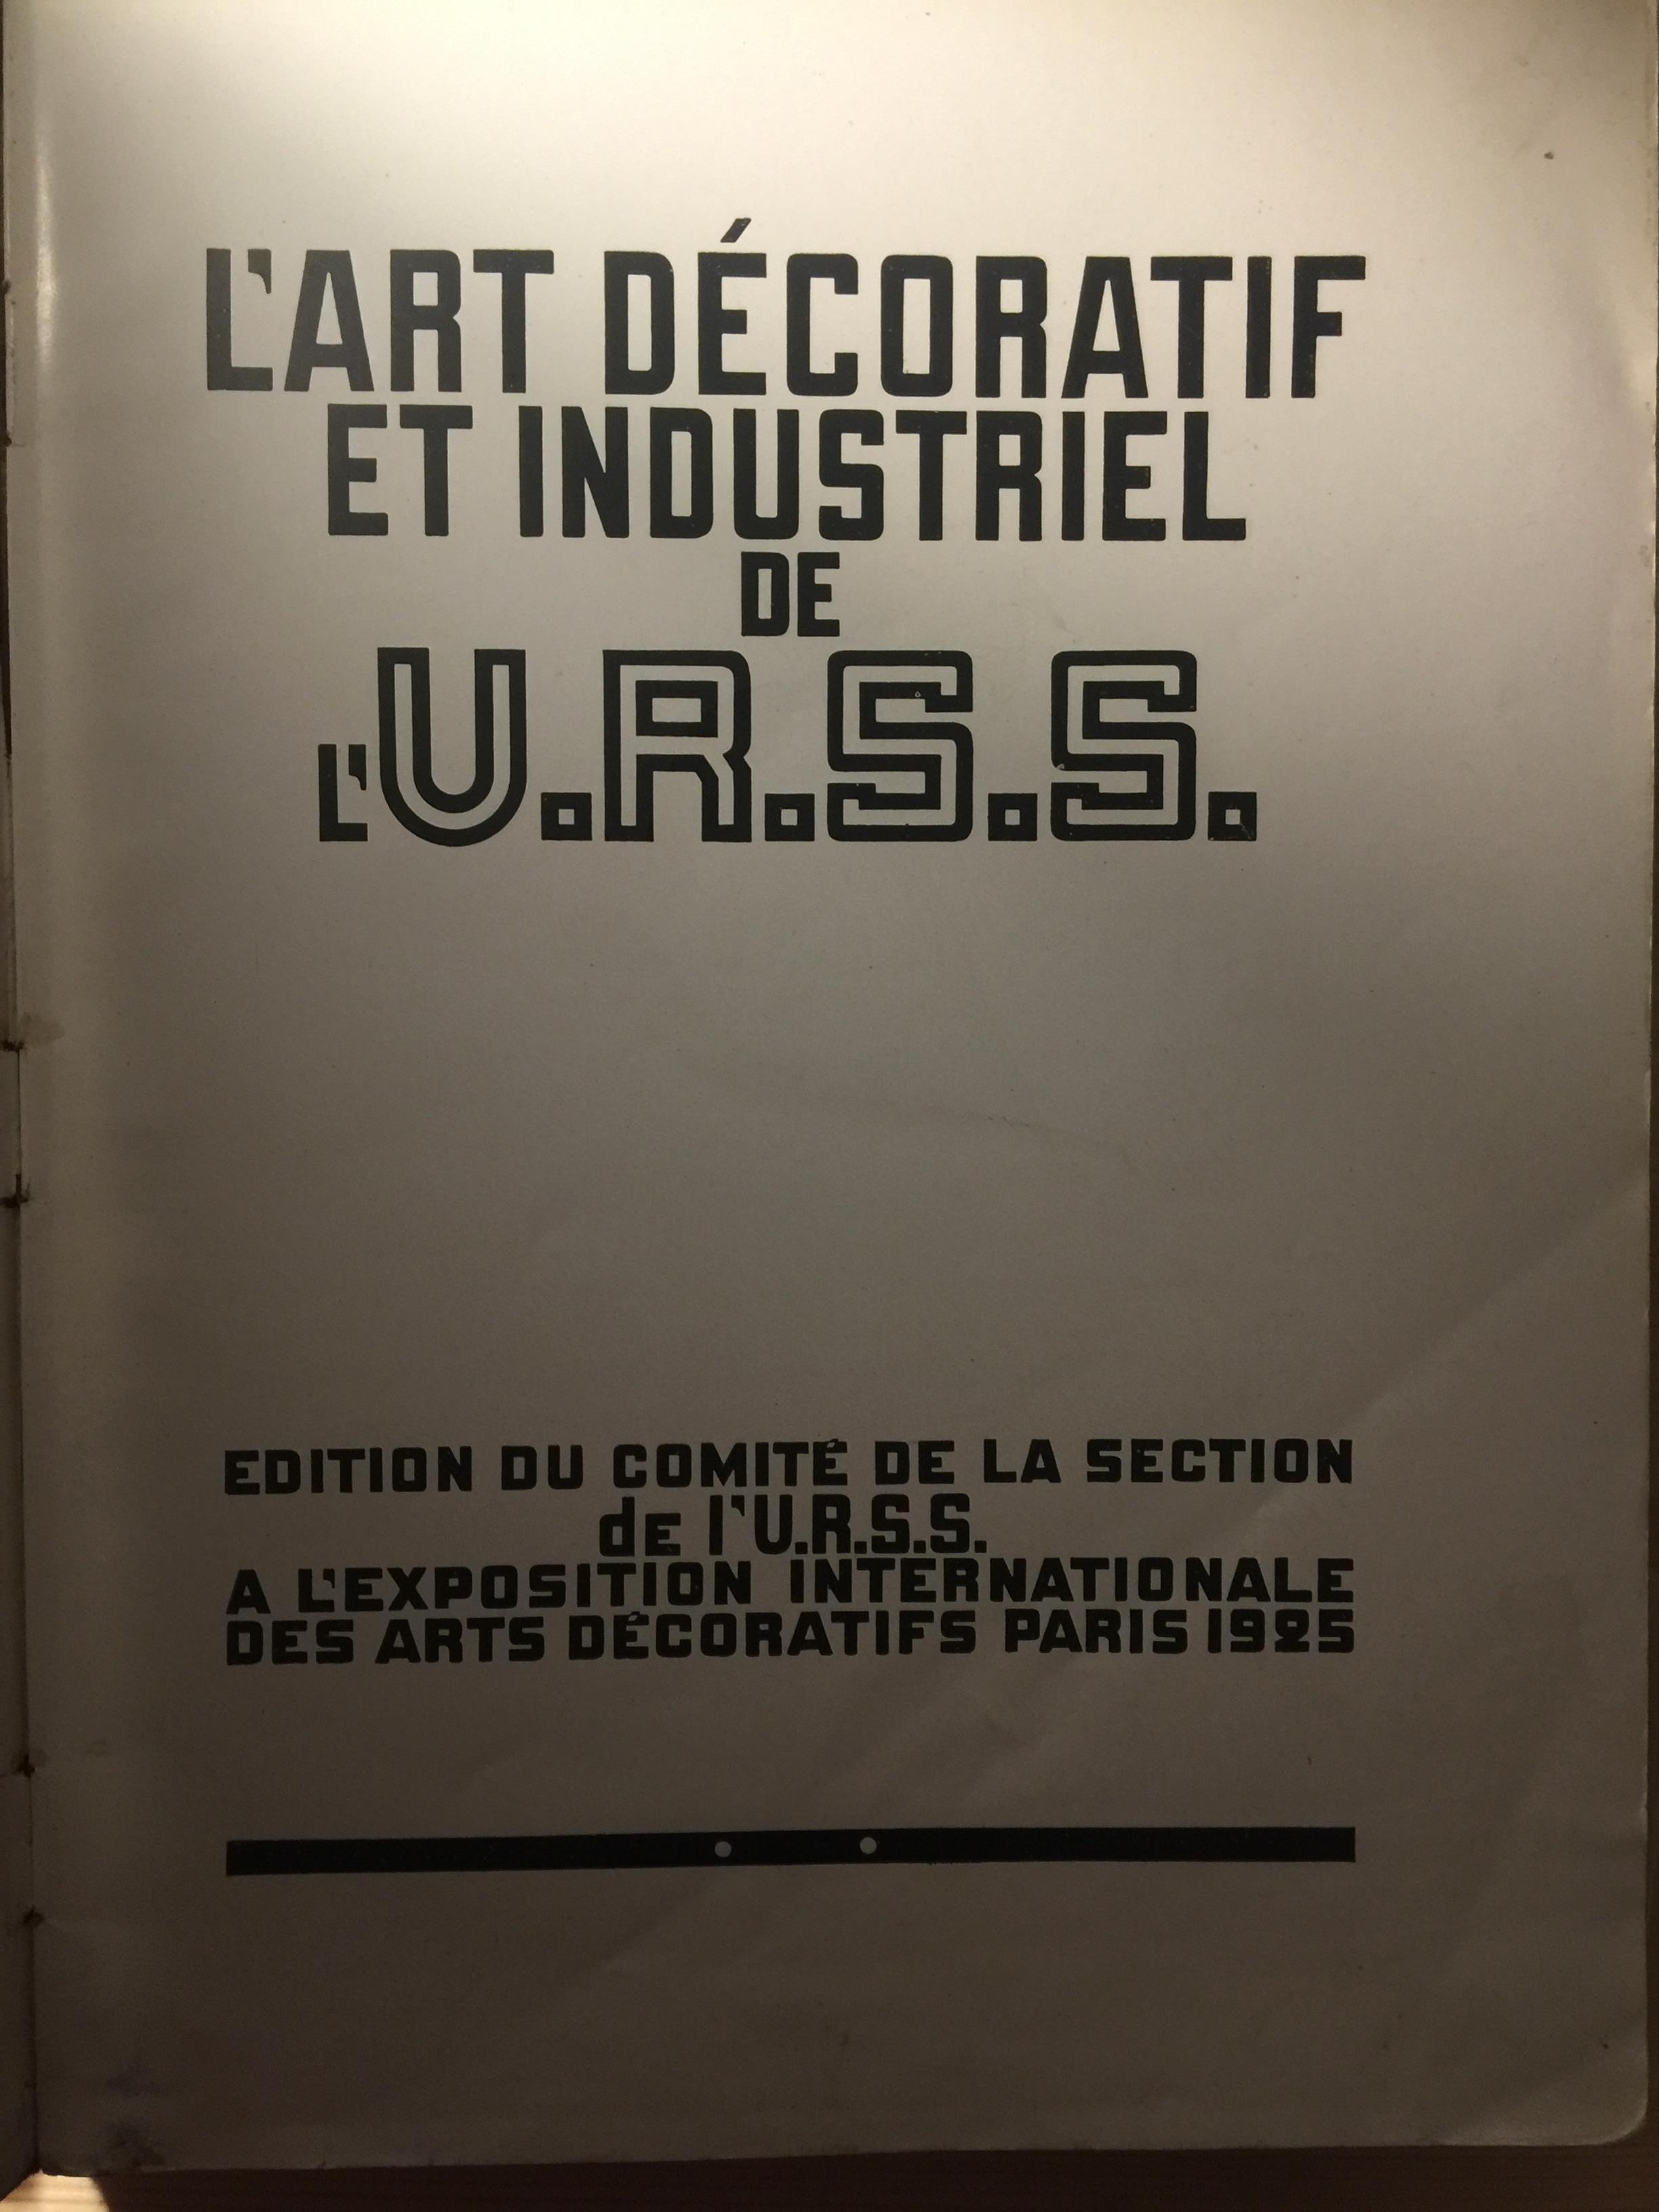 L'ART DÉCORATIF
ET INDUSTRIEL
DE
L'U.R.S.S.
EDITION DU COMITÉ DE LA SECTION
dE l'U.R.S.S.
A L'EXPOSITION INTERNATIONALE
DES ARTS DÉCORATIFS PARIS 1925